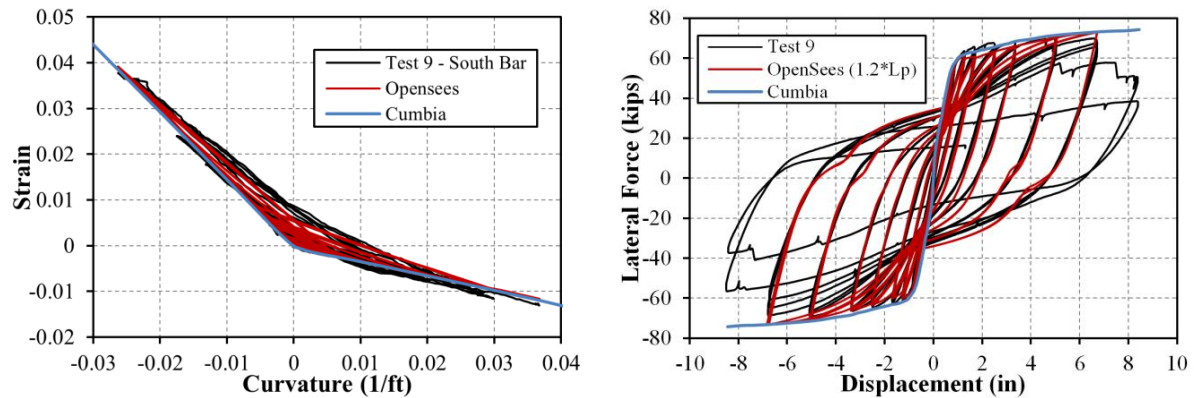 0.05
0.04
0.03
0.02
0.01
0
-0.01
-0.02
Strain
Test 9 - South Bar
Opensees
Cumbia
-0.03 -0.02 -0.01 0 0.01 0.02 0.03 0.04
Curvature (1/ft)
80
60
40
20
0
-20
-40
-60
-80
Lateral Force (kips)
Test 9
OpenSees (1.2*Lp)
Cumbia
-10 -8 -6 -4 -2 0 2 4 6 8 10
Displacement (in)